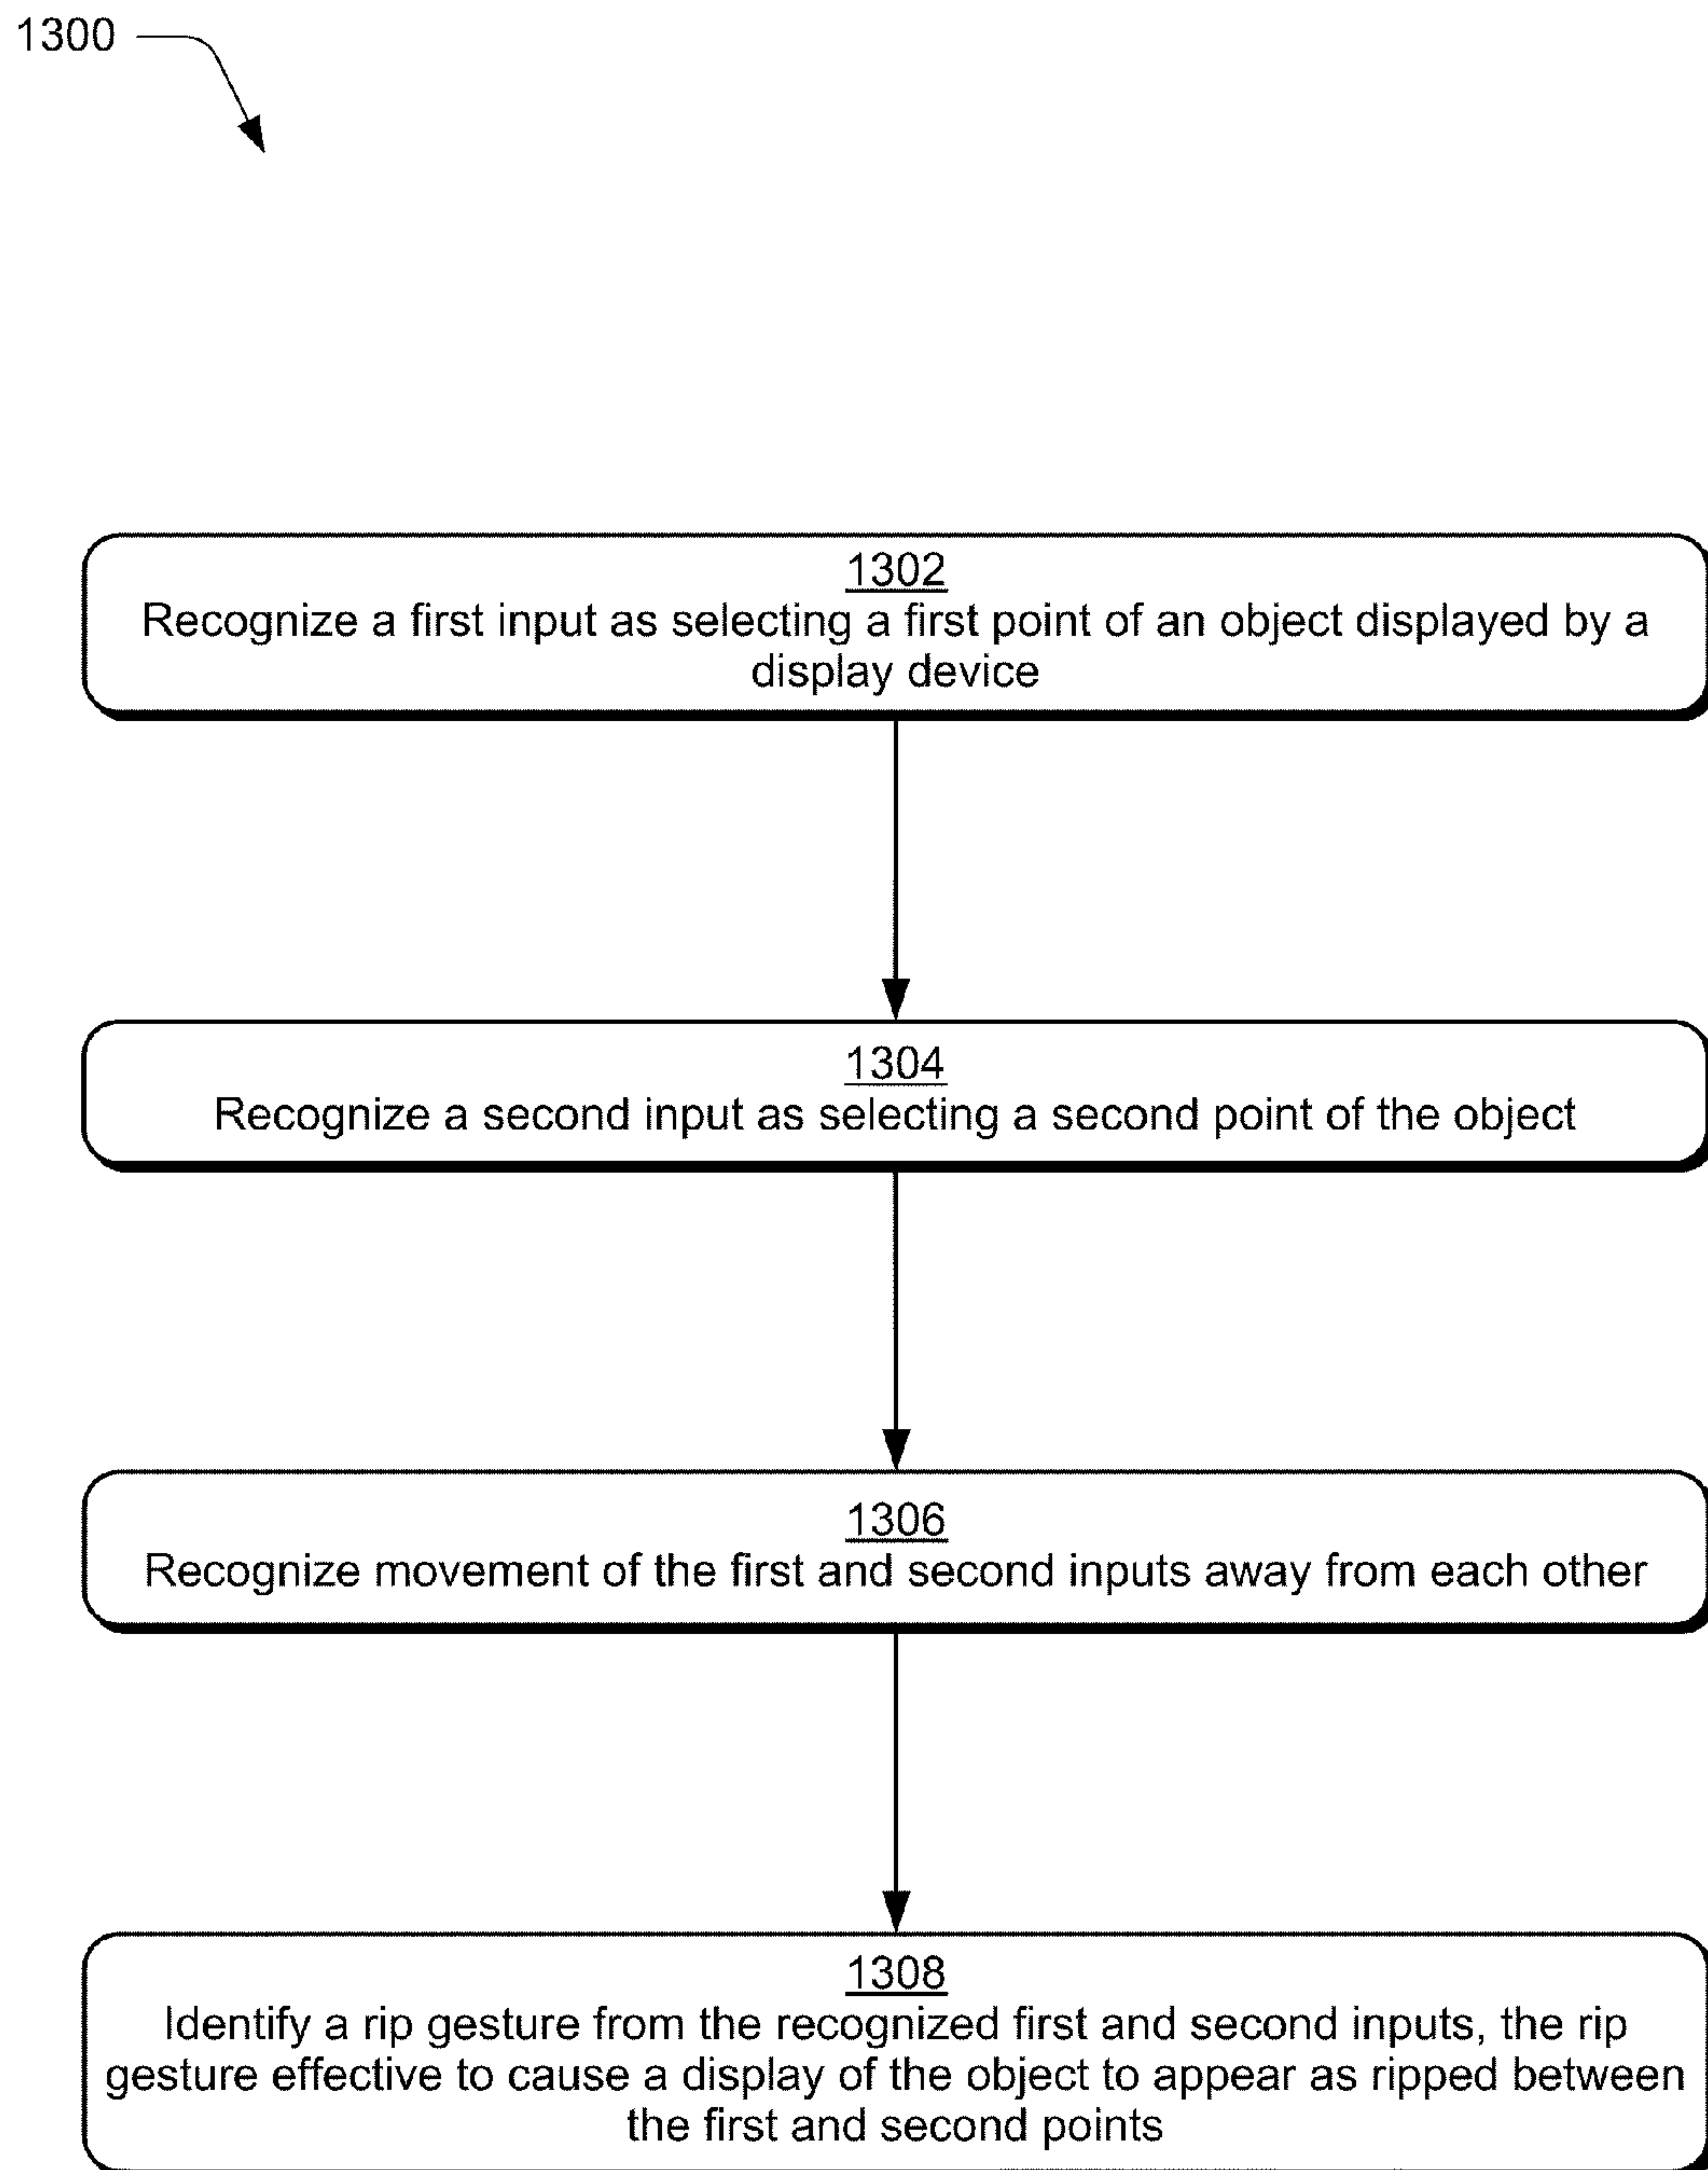 1300
1302
Recognize a first input as selecting a first point of an object displayed by a
display device
1304
Recognize a second input as selecting a second point of the object
1306
Recognize movement of the first and second inputs away from each other
1308
Identify a rip gesture from the recognized first and second inputs, the rip
gesture effective to cause a display of the object to appear as ripped between
the first and second points